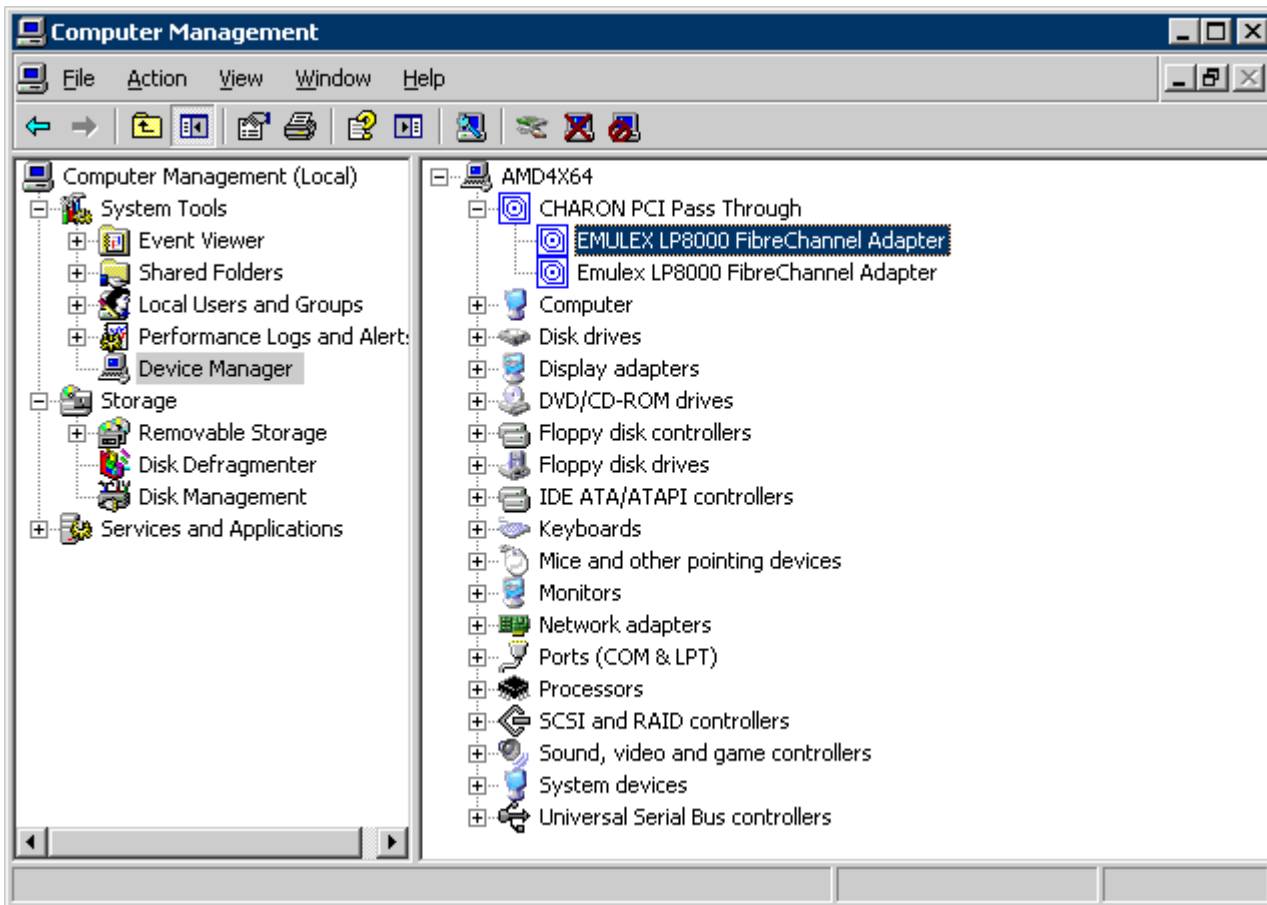 Computer Management
File Action View Window Help
Computer Management (Local)
System Tools
Event Viewer
Shared Folders
Local Users and Groups
Performance Logs and Alert
Device Manager
Storage
Removable Storage
Disk Defragmenter
Disk Management
Services and Applications
AMD4X64
CHARON PCI Pass Through
EMULEX LP8000 FibreChannel Adapter
Emulex LP8000 FibreChannel Adapter
Computer
Disk drives
Display adapters
DVD/CD-ROM drives
Floppy disk controllers
Floppy disk drives
IDE ATA/ATAPI controllers
Keyboards
Mice and other pointing devices
Monitors
Network adapters
Ports (COM & LPT)
Processors
SCSI and RAID controllers
Sound, video and game controllers
System devices
Universal Serial Bus controllers